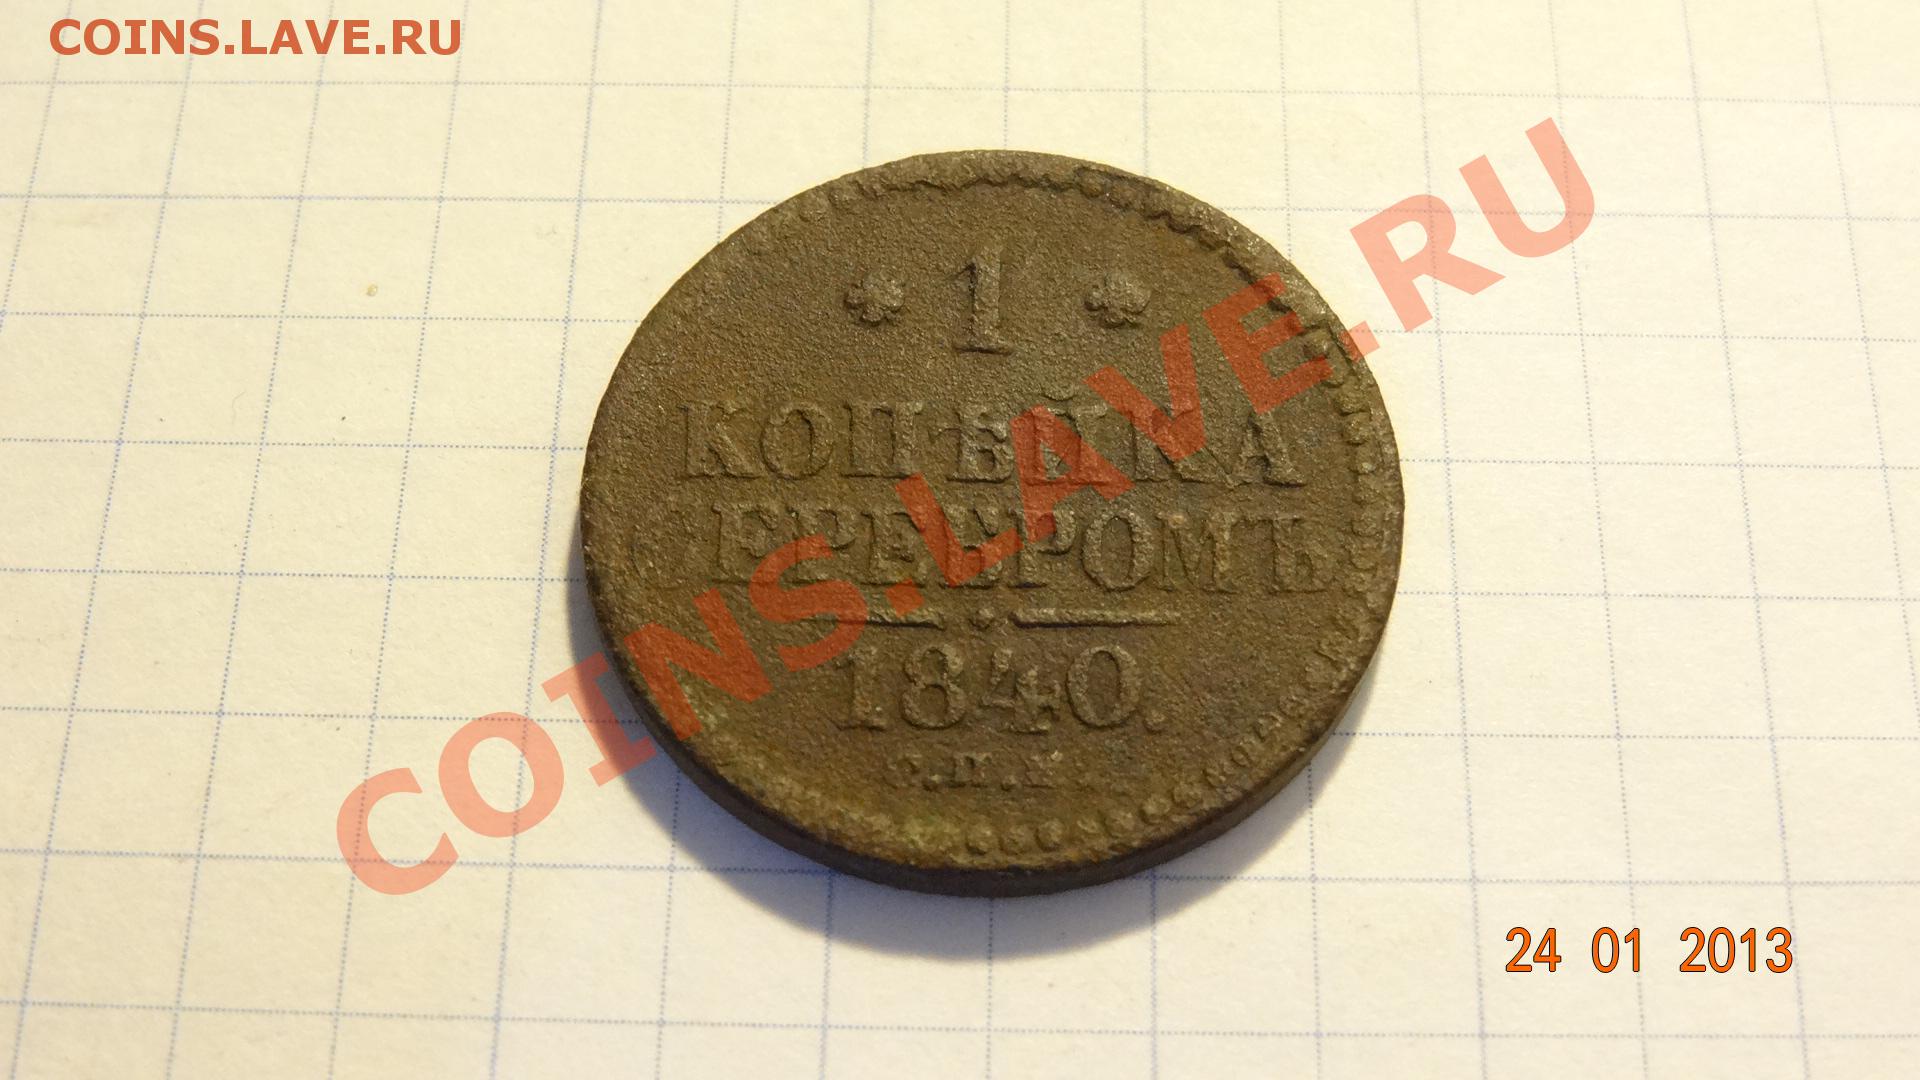 COINS.LAVE.RU
* 1 *
КОПѢЙКА
СЕРЕБРОМЪ
1840.
COINS.LAVE.RU
24 01 2013